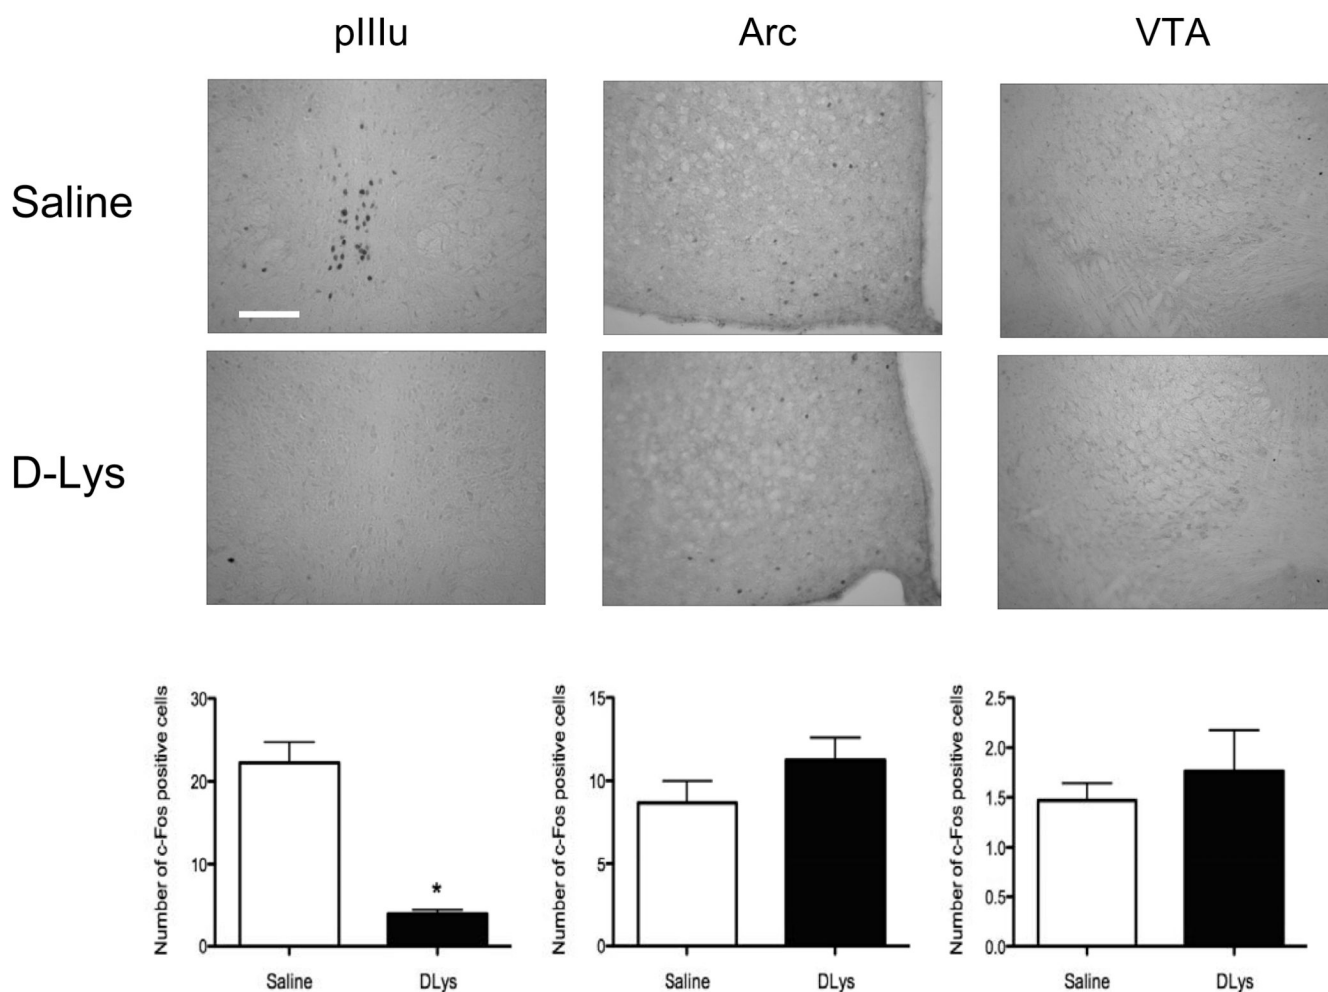 pIIIu
Arc
VTA
Saline
D-Lys
Number of c-Fos positive cells
30
20
10
0
*
Saline
DLys
Number of c-Fos positive cells
15
10
5
0
Saline
DLys
Number of c-Fos positive cells
2.5
2.0
1.5
1.0
0.5
0.0
Saline
DLys